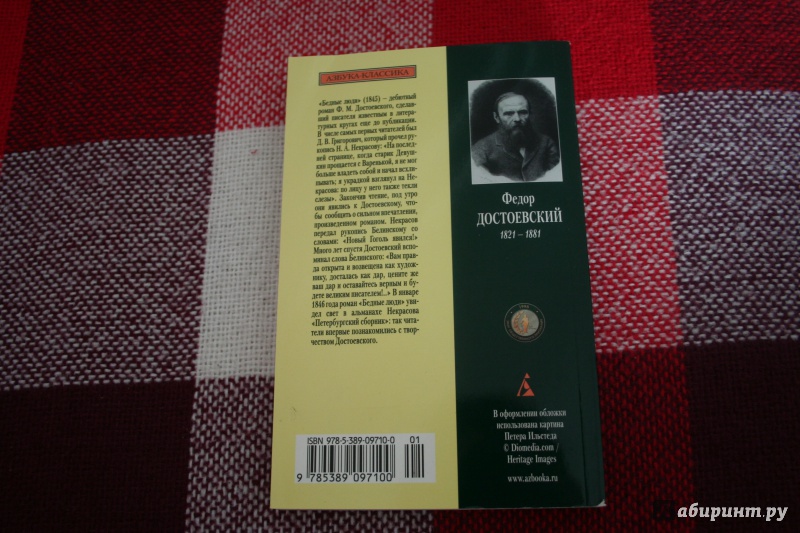 АЗБУКА-КЛАССИКА
«Бедные люди» (1845) – дебютный
роман Ф. М. Достоевского, сделав-
ший писателя известным в литера-
турных кругах еще до публикации.
В числе самых первых читателей был
Д. В. Григорович, который прочел ру-
копись Н. А. Некрасову: «На послед-
ней странице, когда старик Девуш-
кин прощается с Варенькой, я не мог
больше владеть собой и начал всхли-
пывать; я украдкой взглянул на Не-
красова: по лицу у него также текли
слезы». Закончив чтение, под утро
они явились к Достоевскому, что-
бы сообщить о сильном впечатлении,
произведенном романом. Некрасов
передал рукопись Белинскому со
словами: «Новый Гоголь явился!»
Много лет спустя Достоевский вспо-
минал слова Белинского: «Вам прав-
да открыта и возвещена как худож-
нику, досталась как дар, цените же
ваш дар и оставайтесь верным и бу-
дете великим писателем!..» В январе
1846 года роман «Бедные люди» уви-
дел свет в альманахе Некрасова
«Петербургский сборник»: так чита-
тели впервые познакомились с твор-
чеством Достоевского.
ISBN 978-5-389-09710-0
01
9 785389 097100
Федор
ДОСТОЕВСКИЙ
1821 – 1881
В оформлении обложки
использована картина
Петера Ильстеда
© Diomedia.com /
Heritage Images
www.azbooka.ru
абиринт.ру